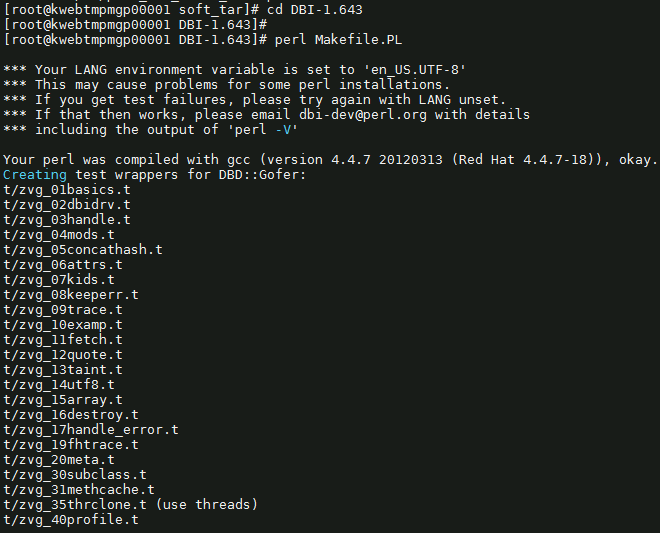 [root@kwebtmpmgp00001 soft_tar]# cd DBI-1.643
[root@kwebtmpmgp00001 DBI-1.643]#
[root@kwebtmpmgp00001 DBI-1.643]# perl Makefile.PL
*** Your LANG environment variable is set to 'en_US.UTF-8'
*** This may cause problems for some perl installations.
*** If you get test failures, please try again with LANG unset.
*** If that then works, please email dbi-dev@perl.org with details
*** including the output of 'perl -V'
Your perl was compiled with gcc (version 4.4.7 20120313 (Red Hat 4.4.7-18)), okay.
Creating test wrappers for DBD::Gofer:
t/zvg_01basics.t
t/zvg_02dbidrv.t
t/zvg_03handle.t
t/zvg_04mods.t
t/zvg_05concathash.t
t/zvg_06attrs.t
t/zvg_07kids.t
t/zvg_08keeperr.t
t/zvg_09trace.t
t/zvg_10examp.t
t/zvg_11fetch.t
t/zvg_12quote.t
t/zvg_13taint.t
t/zvg_14utf8.t
t/zvg_15array.t
t/zvg_16destroy.t
t/zvg_17handle_error.t
t/zvg_19fhtrace.t
t/zvg_20meta.t
t/zvg_30subclass.t
t/zvg_31methcache.t
t/zvg_35thrclone.t (use threads)
t/zvg_40profile.t